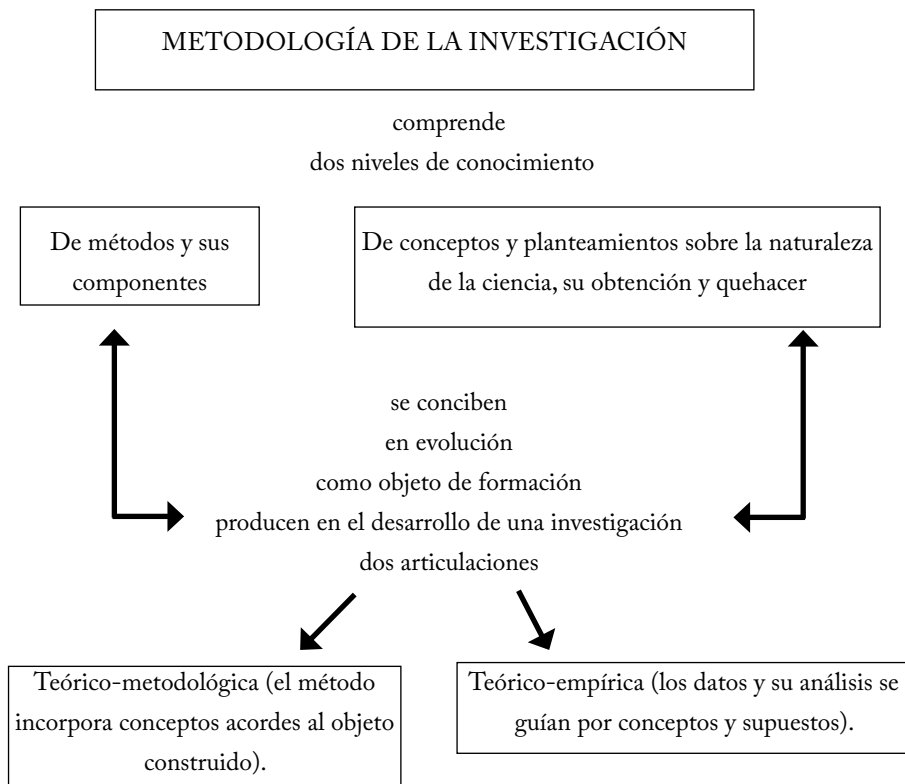 METODOLOGÍA DE LA INVESTIGACIÓN
comprende
dos niveles de conocimiento
De métodos y sus
componentes
De conceptos y planteamientos sobre la naturaleza
de la ciencia, su obtención y quehacer
se conciben
en evolución
como objeto de formación
producen en el desarrollo de una investigación
dos articulaciones
Teórico-metodológica (el método
incorpora conceptos acordes al objeto
construido).
Teórico-empírica (los datos y su análisis se
guían por conceptos y supuestos).